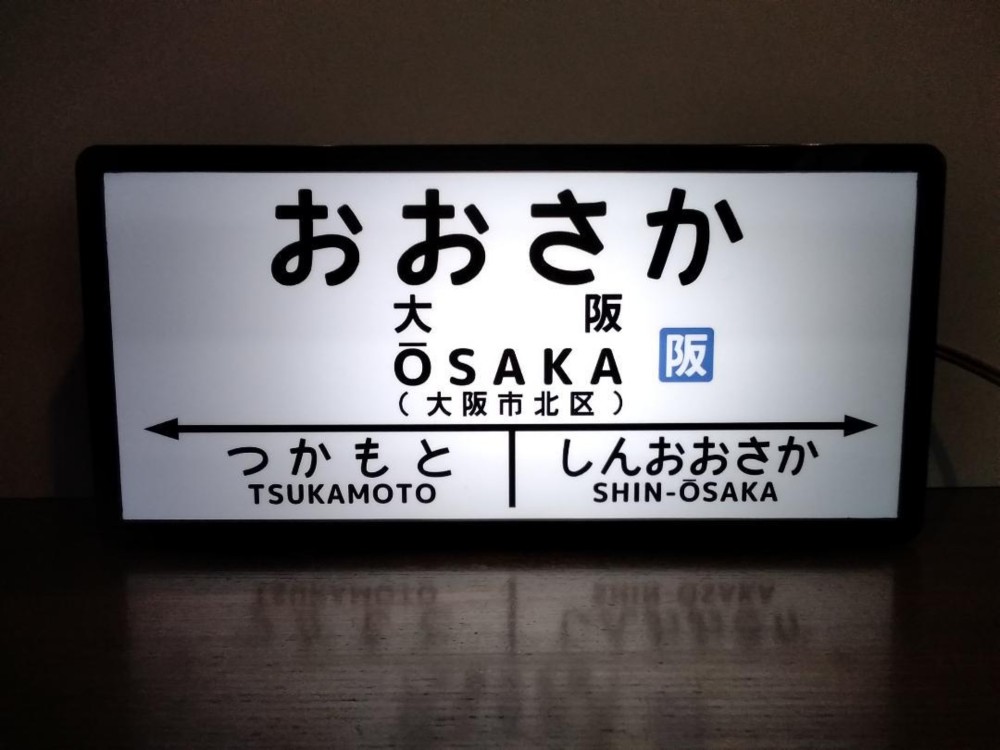 おおさか
大阪
ŌSAKA 阪
(大阪市北区)
つかもと しんおおさか
TSUKAMOTO SHIN-ŌSAKA